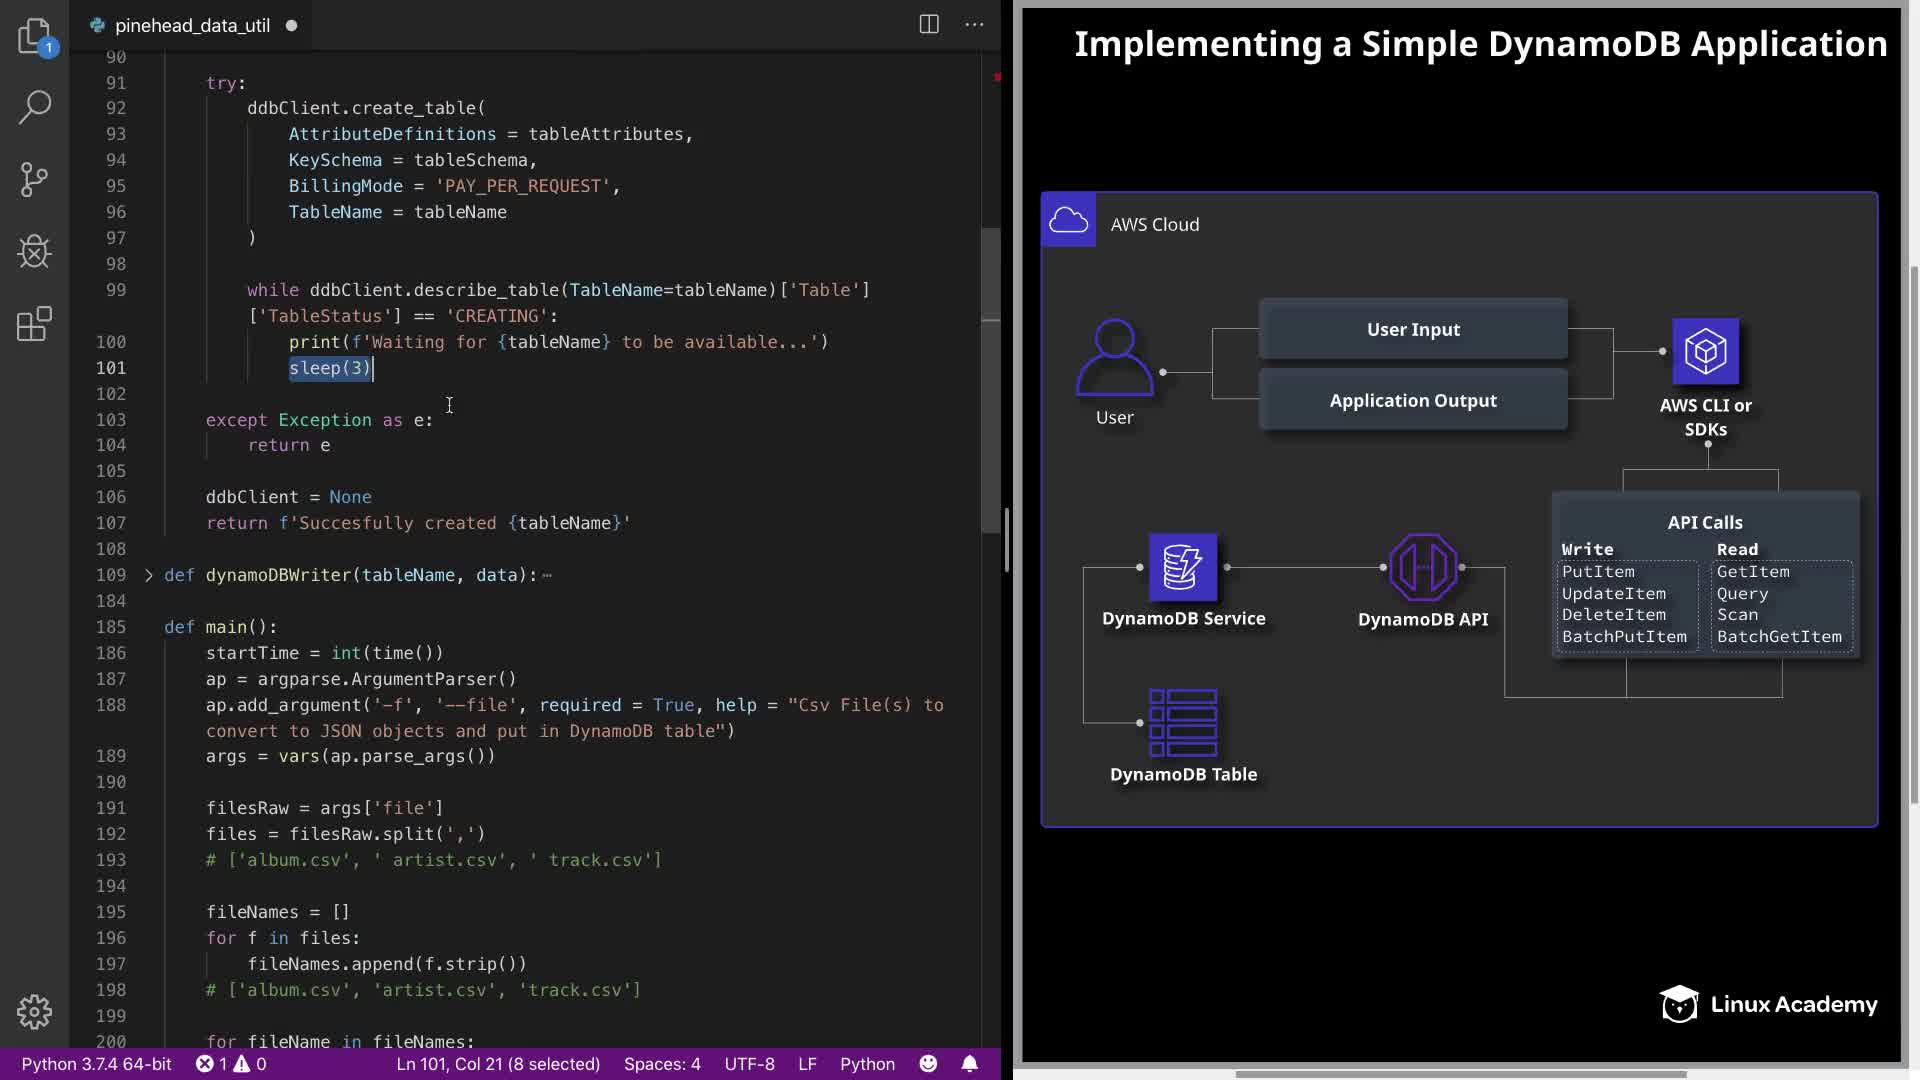 pinehead_data_util
1
90
91 try:
92 ddbClient.create_table(
93 AttributeDefinitions = tableAttributes,
94 KeySchema = tableSchema,
95 BillingMode = 'PAY_PER_REQUEST',
96 TableName = tableName
97 )
98
99 while ddbClient.describe_table(TableName=tableName)['Table']
['TableStatus'] == 'CREATING':
100 print(f'Waiting for {tableName} to be available...')
101 sleep(3)
102
103 except Exception as e:
104 return e
105
106 ddbClient = None
107 return f'Succesfully created {tableName}'
108
109 def dynamoDBWriter(tableName, data):
184
185 def main():
186 startTime = int(time())
187 ap = argparse.ArgumentParser()
188 ap.add_argument('-f', '--file', required = True, help = "Csv File(s) to
convert to JSON objects and put in DynamoDB table")
189 args = vars(ap.parse_args())
190
191 filesRaw = args['file']
192 files = filesRaw.split(',')
193 # ['album.csv', ' artist.csv', ' track.csv']
194
195 fileNames = []
196 for f in files:
197 fileNames.append(f.strip())
198 # ['album.csv', 'artist.csv', 'track.csv']
199
200 for fileName in fileNames:
Python 3.7.4 64-bit 1 0 Ln 101, Col 21 (8 selected) Spaces: 4 UTF-8 LF Python
Implementing a Simple DynamoDB Application
AWS Cloud
User Input
Application Output
User
AWS CLI or
SDKs
API Calls
Write Read
PutItem GetItem
UpdateItem Query
DeleteItem Scan
BatchPutItem BatchGetItem
DynamoDB Service
DynamoDB API
DynamoDB Table
Linux Academy